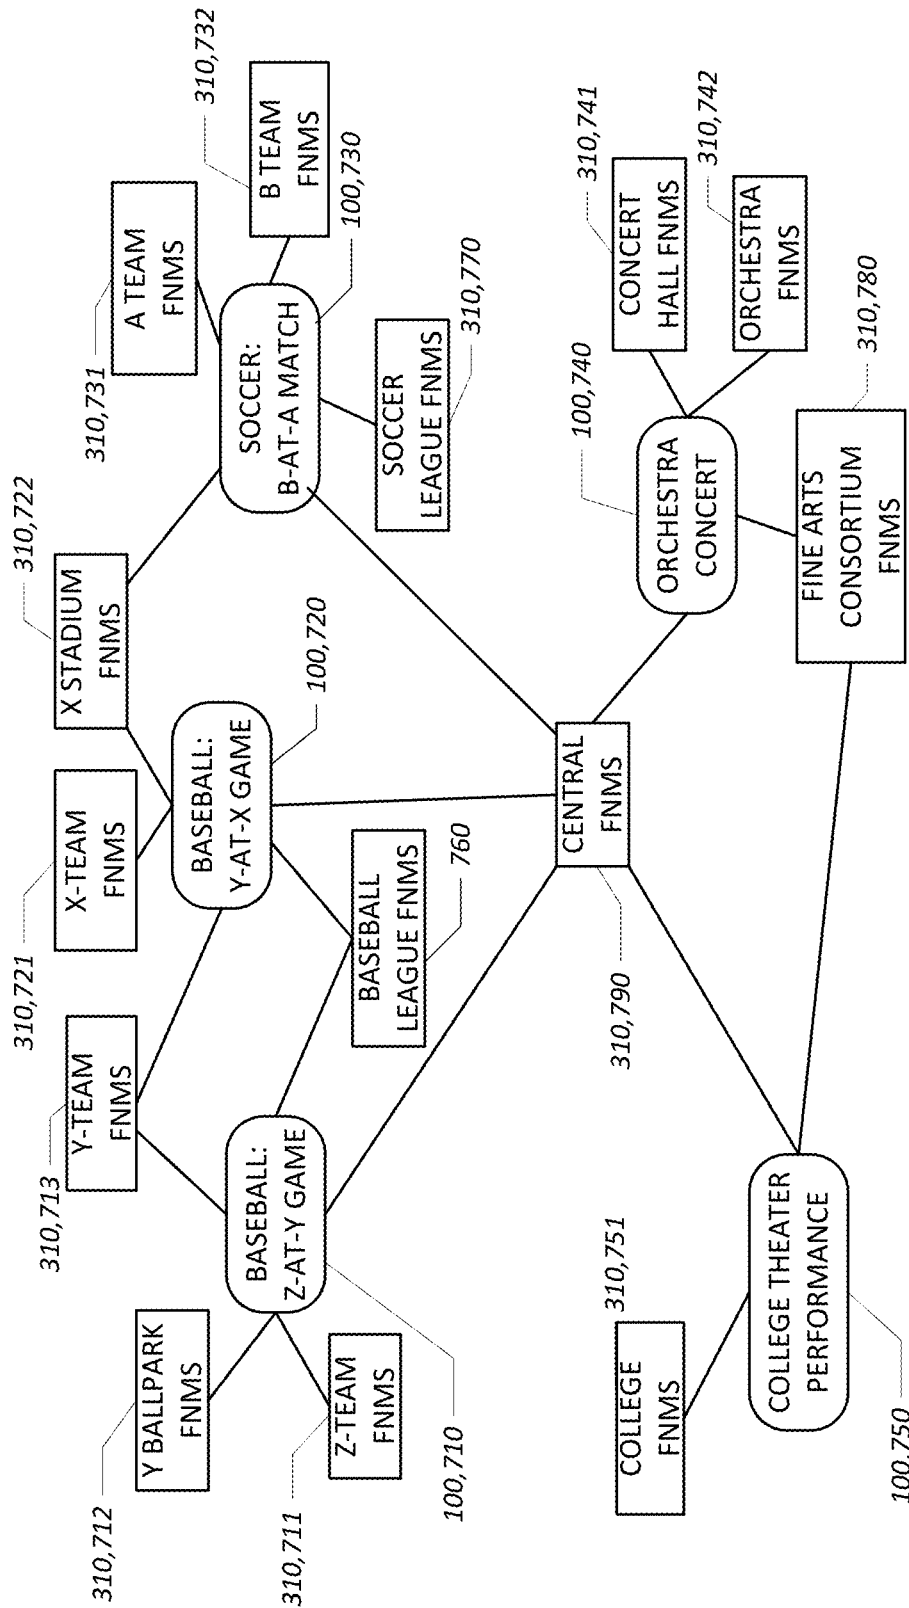 310,712
Y BALLPARK
FNMS
310,711
Z-TEAM
FNMS
100,710
BASEBALL:
Z-AT-Y GAME
310,713
Y-TEAM
FNMS
310,721
X-TEAM
FNMS
BASEBALL:
Y-AT-X GAME
100,720
BASEBALL
LEAGUE FNMS
760
X STADIUM
FNMS
310,722
310,731
A TEAM
FNMS
SOCCER:
B-AT-A MATCH
100,730
B TEAM
FNMS
310,732
SOCCER
LEAGUE FNMS
310,770
CENTRAL
FNMS
310,790
COLLEGE
FNMS
310,751
COLLEGE THEATER
PERFORMANCE
100,750
ORCHESTRA
CONCERT
100,740
CONCERT
HALL FNMS
310,741
ORCHESTRA
FNMS
310,742
FINE ARTS
CONSORTIUM
FNMS
310,780